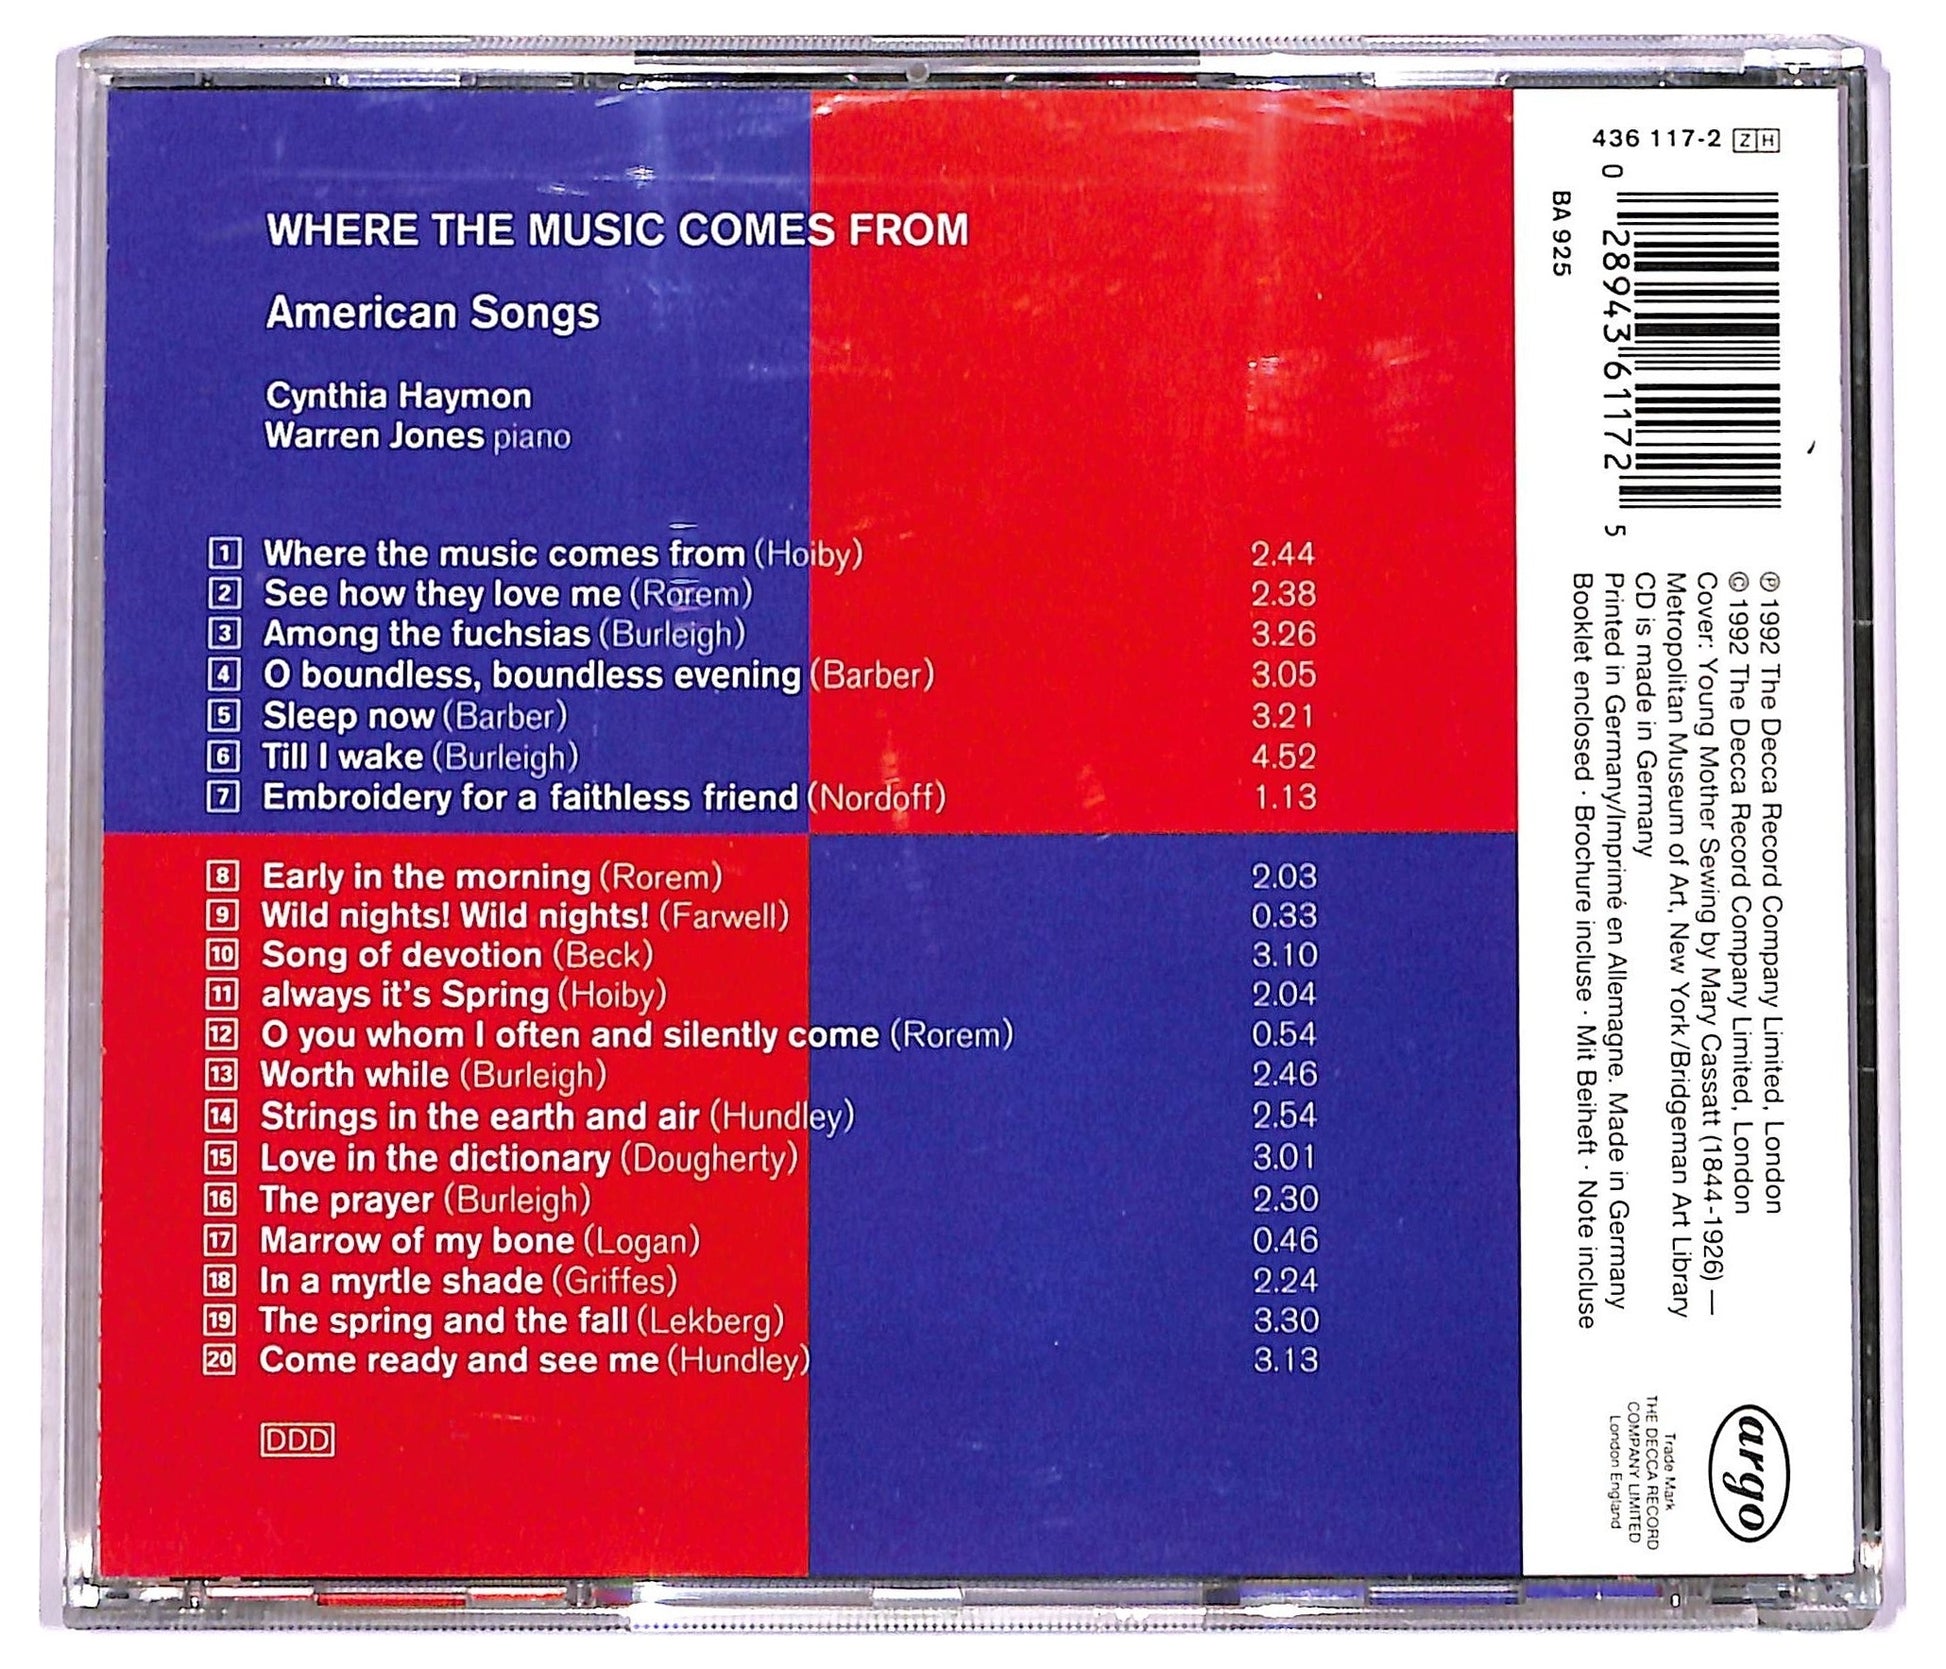 WHERE THE MUSIC COMES FROM
American Songs
Cynthia Haymon
Warren Jones piano
1 Where the music comes from (Hoiby) 2.44
2 See how they love me (Rorem) 2.38
3 Among the fuchsias (Burleigh) 3.26
4 O boundless, boundless evening (Barber) 3.05
5 Sleep now (Barber) 3.21
6 Till I wake (Burleigh) 4.52
7 Embroidery for a faithless friend (Nordoff) 1.13
8 Early in the morning (Rorem) 2.03
9 Wild nights! Wild nights! (Farwell) 0.33
10 Song of devotion (Beck) 3.10
11 always it's Spring (Hoiby) 2.04
12 O you whom I often and silently come (Rorem) 0.54
13 Worth while (Burleigh) 2.46
14 Strings in the earth and air (Hundley) 2.54
15 Love in the dictionary (Dougherty) 3.01
16 The prayer (Burleigh) 2.30
17 Marrow of my bone (Logan) 0.46
18 In a myrtle shade (Griffes) 2.24
19 The spring and the fall (Lekberg) 3.30
20 Come ready and see me (Hundley) 3.13
DDD
436 117-2 ZH
0 28943 61172 5
BA 925
℗ 1992 The Decca Record Company Limited, London
© 1992 The Decca Record Company Limited, London
Cover: Young Mother Sewing by Mary Cassatt (1844-1926) —
Metropolitan Museum of Art, New York/Bridgeman Art Library
CD is made in Germany
Printed in Germany/Imprimé en Allemagne. Made in Germany
Booklet enclosed · Brochure incluse · Mit Beiheft · Note incluse
argo
Trade Mark
THE DECCA RECORD
COMPANY LIMITED
London England